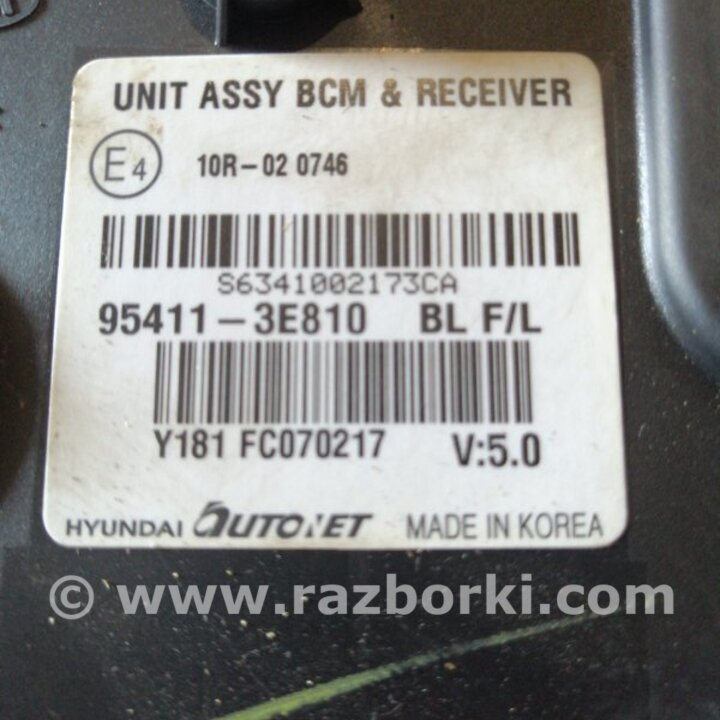 UNIT ASSY BCM & RECEIVER
E4 10R-02 0746
S6341002173CA
95411-3E810 BL F/L
Y181 FC070217 V:5.0
HYUNDAI AUTONET MADE IN KOREA
© www.razborki.com